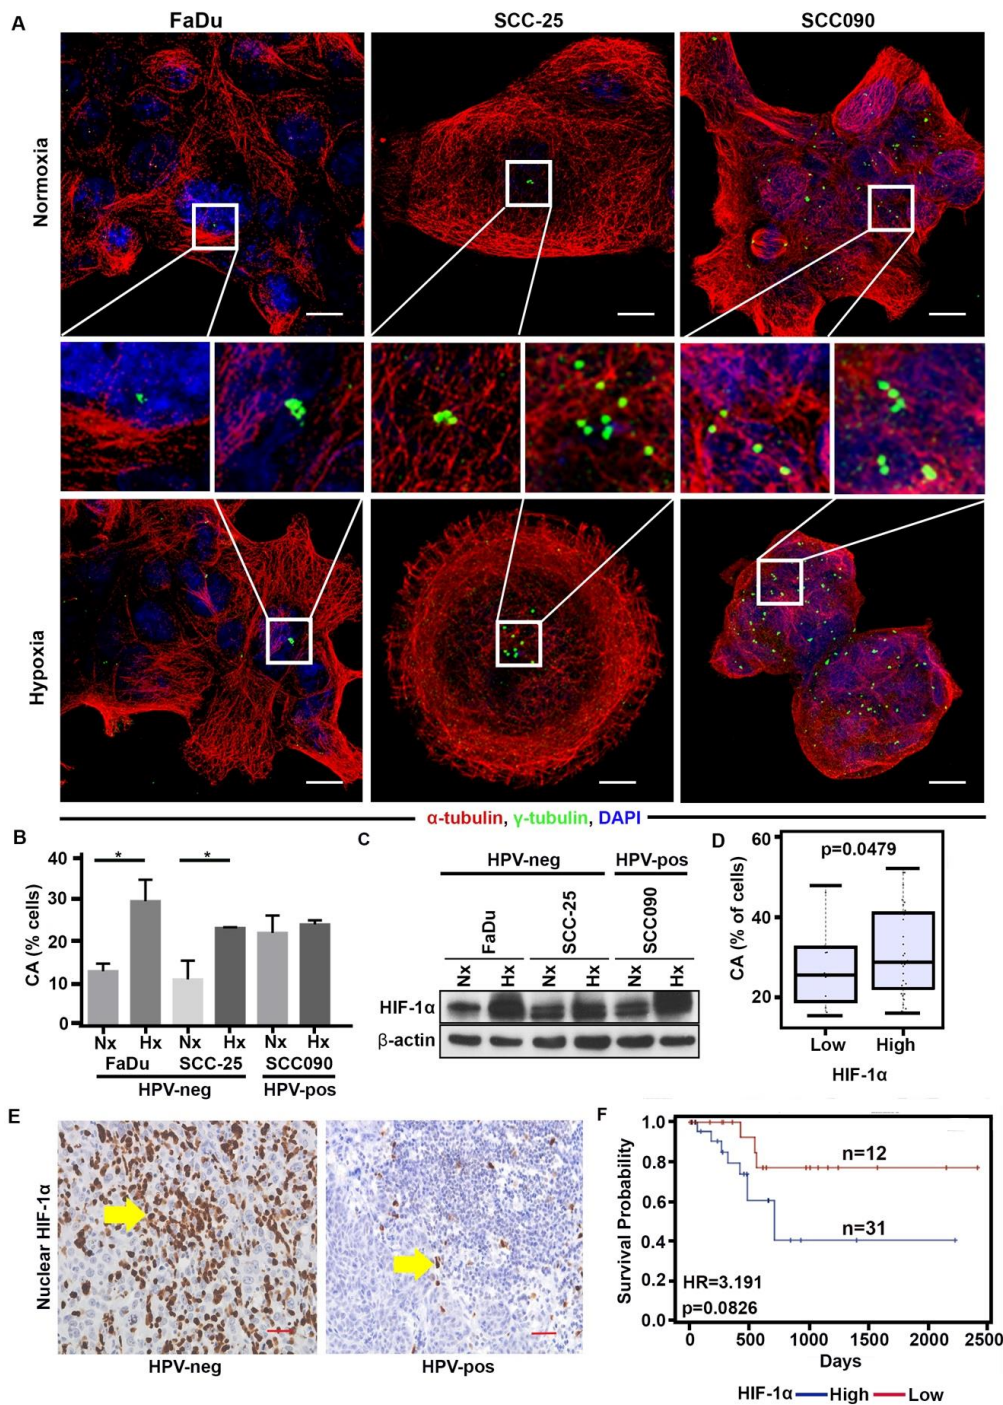 A
FaDu
SCC-25
SCC090
Normoxia
Hypoxia
α-tubulin, γ-tubulin, DAPI
B
CA (% cells)
40
30
20
10
0
*
*
Nx Hx Nx Hx Nx Hx
FaDu SCC-25 SCC090
HPV-neg HPV-pos
C
HPV-neg HPV-pos
FaDu SCC-25 SCC090
Nx Hx Nx Hx Nx Hx
HIF-1α
β-actin
D
CA (% of cells)
60
40
20
p=0.0479
Low High
HIF-1α
E
Nuclear HIF-1α
HPV-neg
HPV-pos
F
Survival Probability
1.0
0.8
0.6
0.4
0.2
0.0
n=12
n=31
HR=3.191
p=0.0826
0 500 1000 1500 2000 2500
Days
HIF-1α High Low